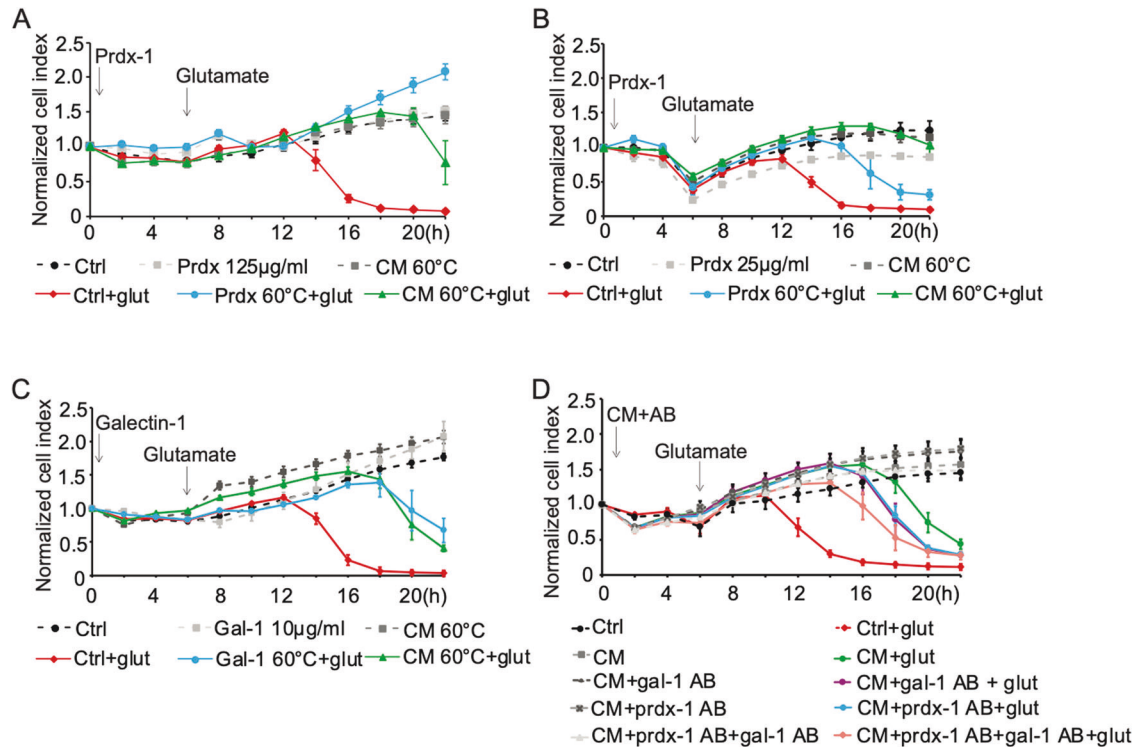 A
Normalized cell index
2.5
2.0
1.5
1.0
0.5
0
Prdx-1
Glutamate
0 4 8 12 16 20(h)
Ctrl Prdx 125µg/ml CM 60°C
Ctrl+glut Prdx 60°C+glut CM 60°C+glut
B
Normalized cell index
2.5
2.0
1.5
1.0
0.5
0
Prdx-1
Glutamate
0 4 8 12 16 20(h)
Ctrl Prdx 25µg/ml CM 60°C
Ctrl+glut Prdx 60°C+glut CM 60°C+glut
C
Normalized cell index
2.5
2.0
1.5
1.0
0.5
0
Galectin-1
Glutamate
0 4 8 12 16 20(h)
Ctrl Gal-1 10µg/ml CM 60°C
Ctrl+glut Gal-1 60°C+glut CM 60°C+glut
D
Normalized cell index
2.5
2.0
1.5
1.0
0.5
0
CM+AB
Glutamate
0 4 8 12 16 20(h)
Ctrl Ctrl+glut
CM CM+glut
CM+gal-1 AB CM+gal-1 AB + glut
CM+prdx-1 AB CM+prdx-1 AB+glut
CM+prdx-1 AB+gal-1 AB CM+prdx-1 AB+gal-1 AB+glut